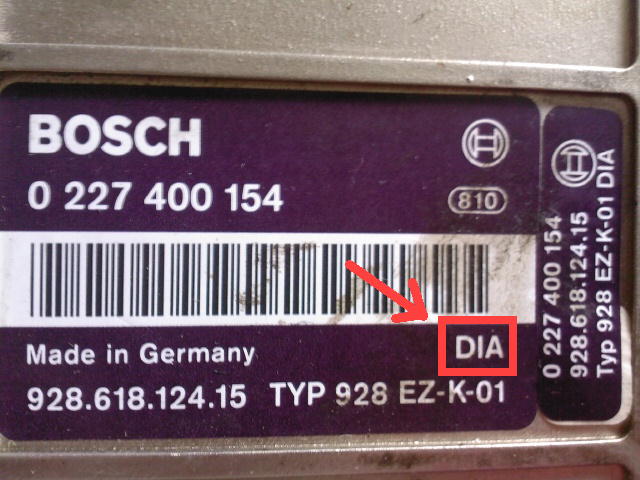 BOSCH
0 227 400 154
810
DIA
Made in Germany
928.618.124.15 TYP 928 EZ-K-01
0 227 400 154
928.618.124.15
Typ 928 EZ-K-01 DIA